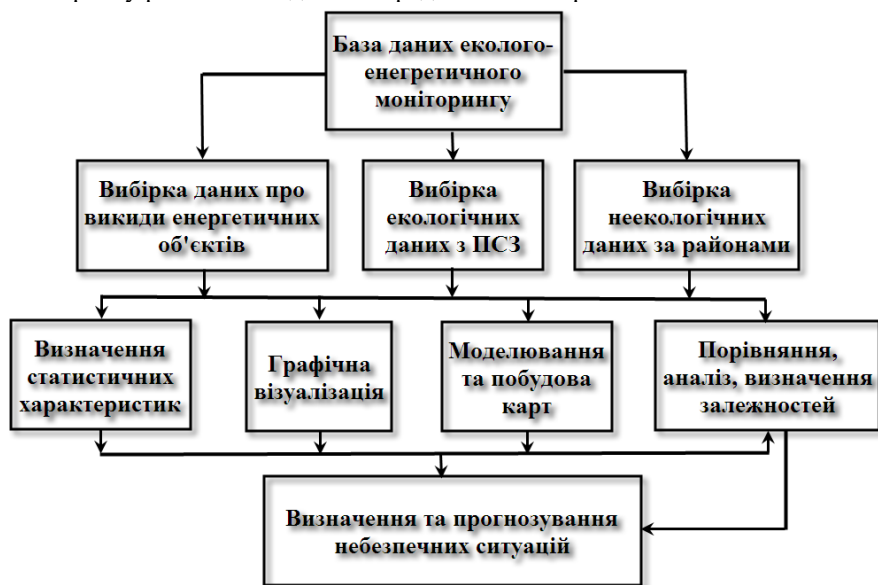 База даних еколого-
енегретичного
моніторингу
Вибірка даних про
викиди енергетичних
об'єктів
Вибірка
екологічних
даних з ПСЗ
Вибірка
неекологічних
даних за районами
Визначення
статистичних
характеристик
Графічна
візуалізація
Моделювання
та побудова
карт
Порівняння,
аналіз, визначення
залежностей
Визначення та прогнозування
небезпечних ситуацій